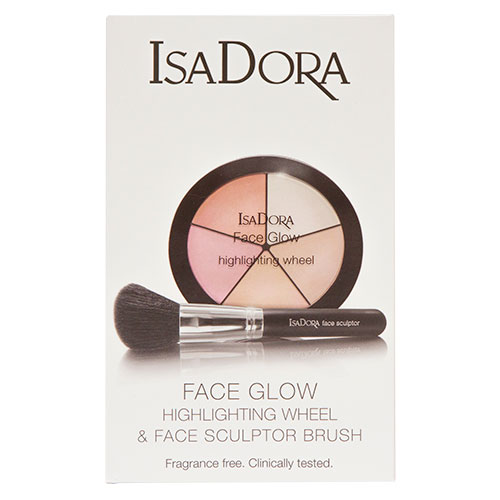 ISADORA
ISADORA
Face Glow
highlighting wheel
ISADORA face sculptor
FACE GLOW
HIGHLIGHTING WHEEL
& FACE SCULPTOR BRUSH
Fragrance free. Clinically tested.